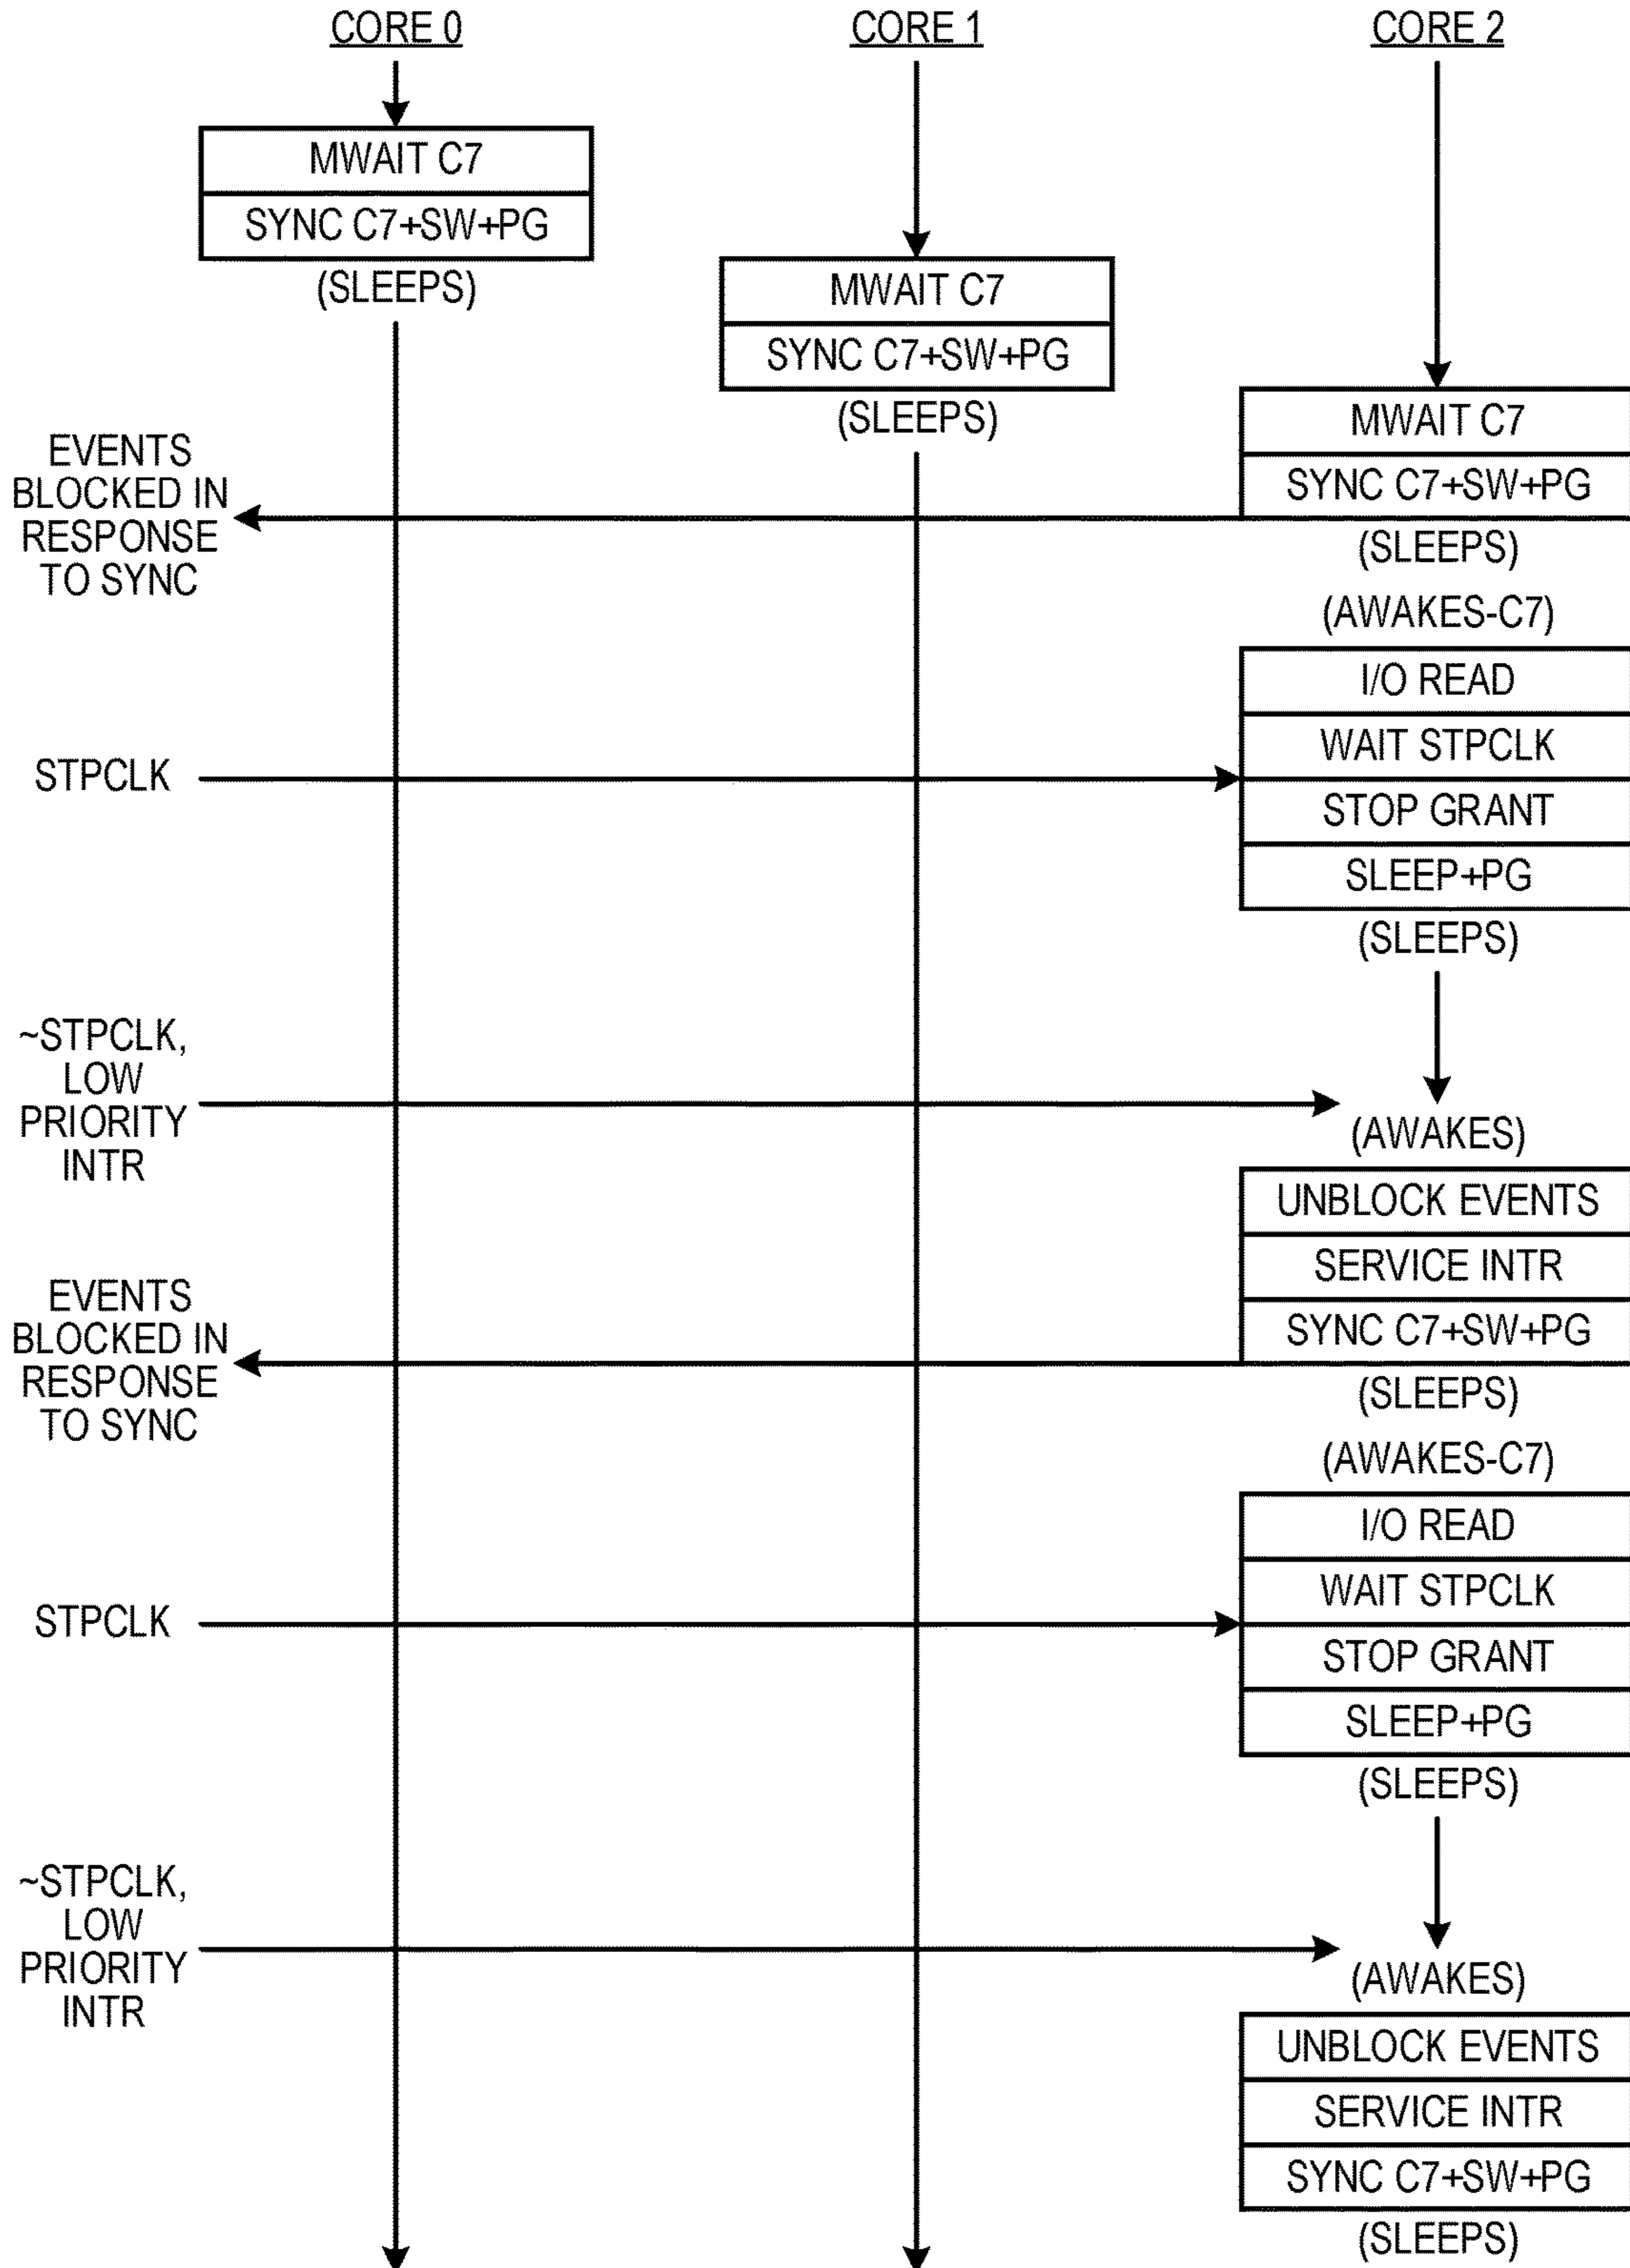 CORE 0
CORE 1
CORE 2
MWAIT C7
SYNC C7+SW+PG
(SLEEPS)
MWAIT C7
SYNC C7+SW+PG
(SLEEPS)
MWAIT C7
SYNC C7+SW+PG
(SLEEPS)
EVENTS
BLOCKED IN
RESPONSE
TO SYNC
(AWAKES-C7)
I/O READ
WAIT STPCLK
STPCLK
STOP GRANT
SLEEP+PG
(SLEEPS)
~STPCLK,
LOW
PRIORITY
INTR
(AWAKES)
UNBLOCK EVENTS
SERVICE INTR
SYNC C7+SW+PG
EVENTS
BLOCKED IN
RESPONSE
TO SYNC
(SLEEPS)
(AWAKES-C7)
I/O READ
WAIT STPCLK
STPCLK
STOP GRANT
SLEEP+PG
(SLEEPS)
~STPCLK,
LOW
PRIORITY
INTR
(AWAKES)
UNBLOCK EVENTS
SERVICE INTR
SYNC C7+SW+PG
(SLEEPS)